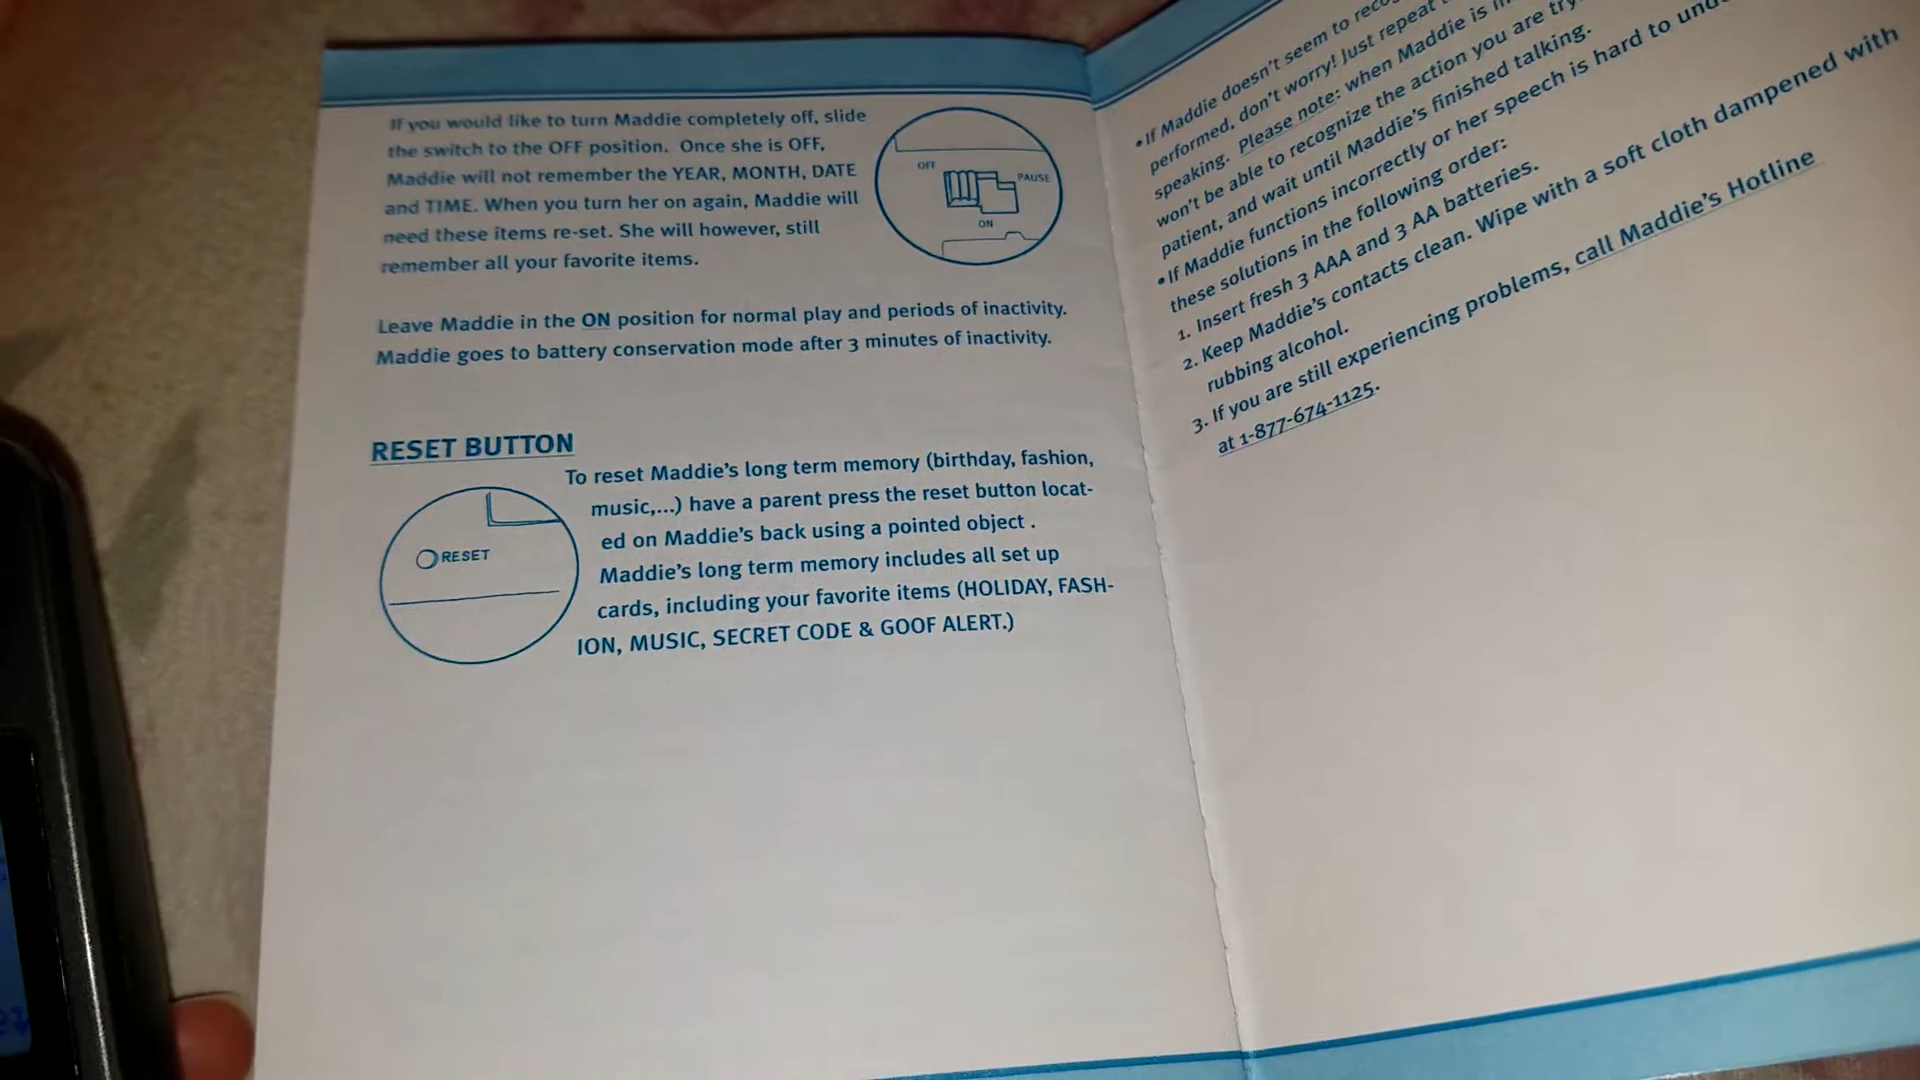 If you would like to turn Maddie completely off, slide
the switch to the OFF position. Once she is OFF,
Maddie will not remember the YEAR, MONTH, DATE
and TIME. When you turn her on again, Maddie will
need these items re-set. She will however, still
remember all your favorite items.
OFF
PAUSE
ON
Leave Maddie in the ON position for normal play and periods of inactivity.
Maddie goes to battery conservation mode after 3 minutes of inactivity.
RESET BUTTON
To reset Maddie's long term memory (birthday, fashion,
music,...) have a parent press the reset button locat-
ed on Maddie's back using a pointed object .
Maddie's long term memory includes all set up
cards, including your favorite items (HOLIDAY, FASH-
ION, MUSIC, SECRET CODE & GOOF ALERT.)
RESET
•If Maddie doesn't seem to
performed, don't worry! Just repeat
speaking. Please note: when Maddie is
won't be able to recognize the action you are
patient, and wait until Maddie's finished talking.
•If Maddie functions incorrectly or her speech is hard to
these solutions in the following order:
1. Insert fresh 3 AAA and 3 AA batteries.
2. Keep Maddie's contacts clean. Wipe with a soft cloth dampened with
rubbing alcohol.
3. If you are still experiencing problems, call Maddie's Hotline
at 1-877-674-1125.